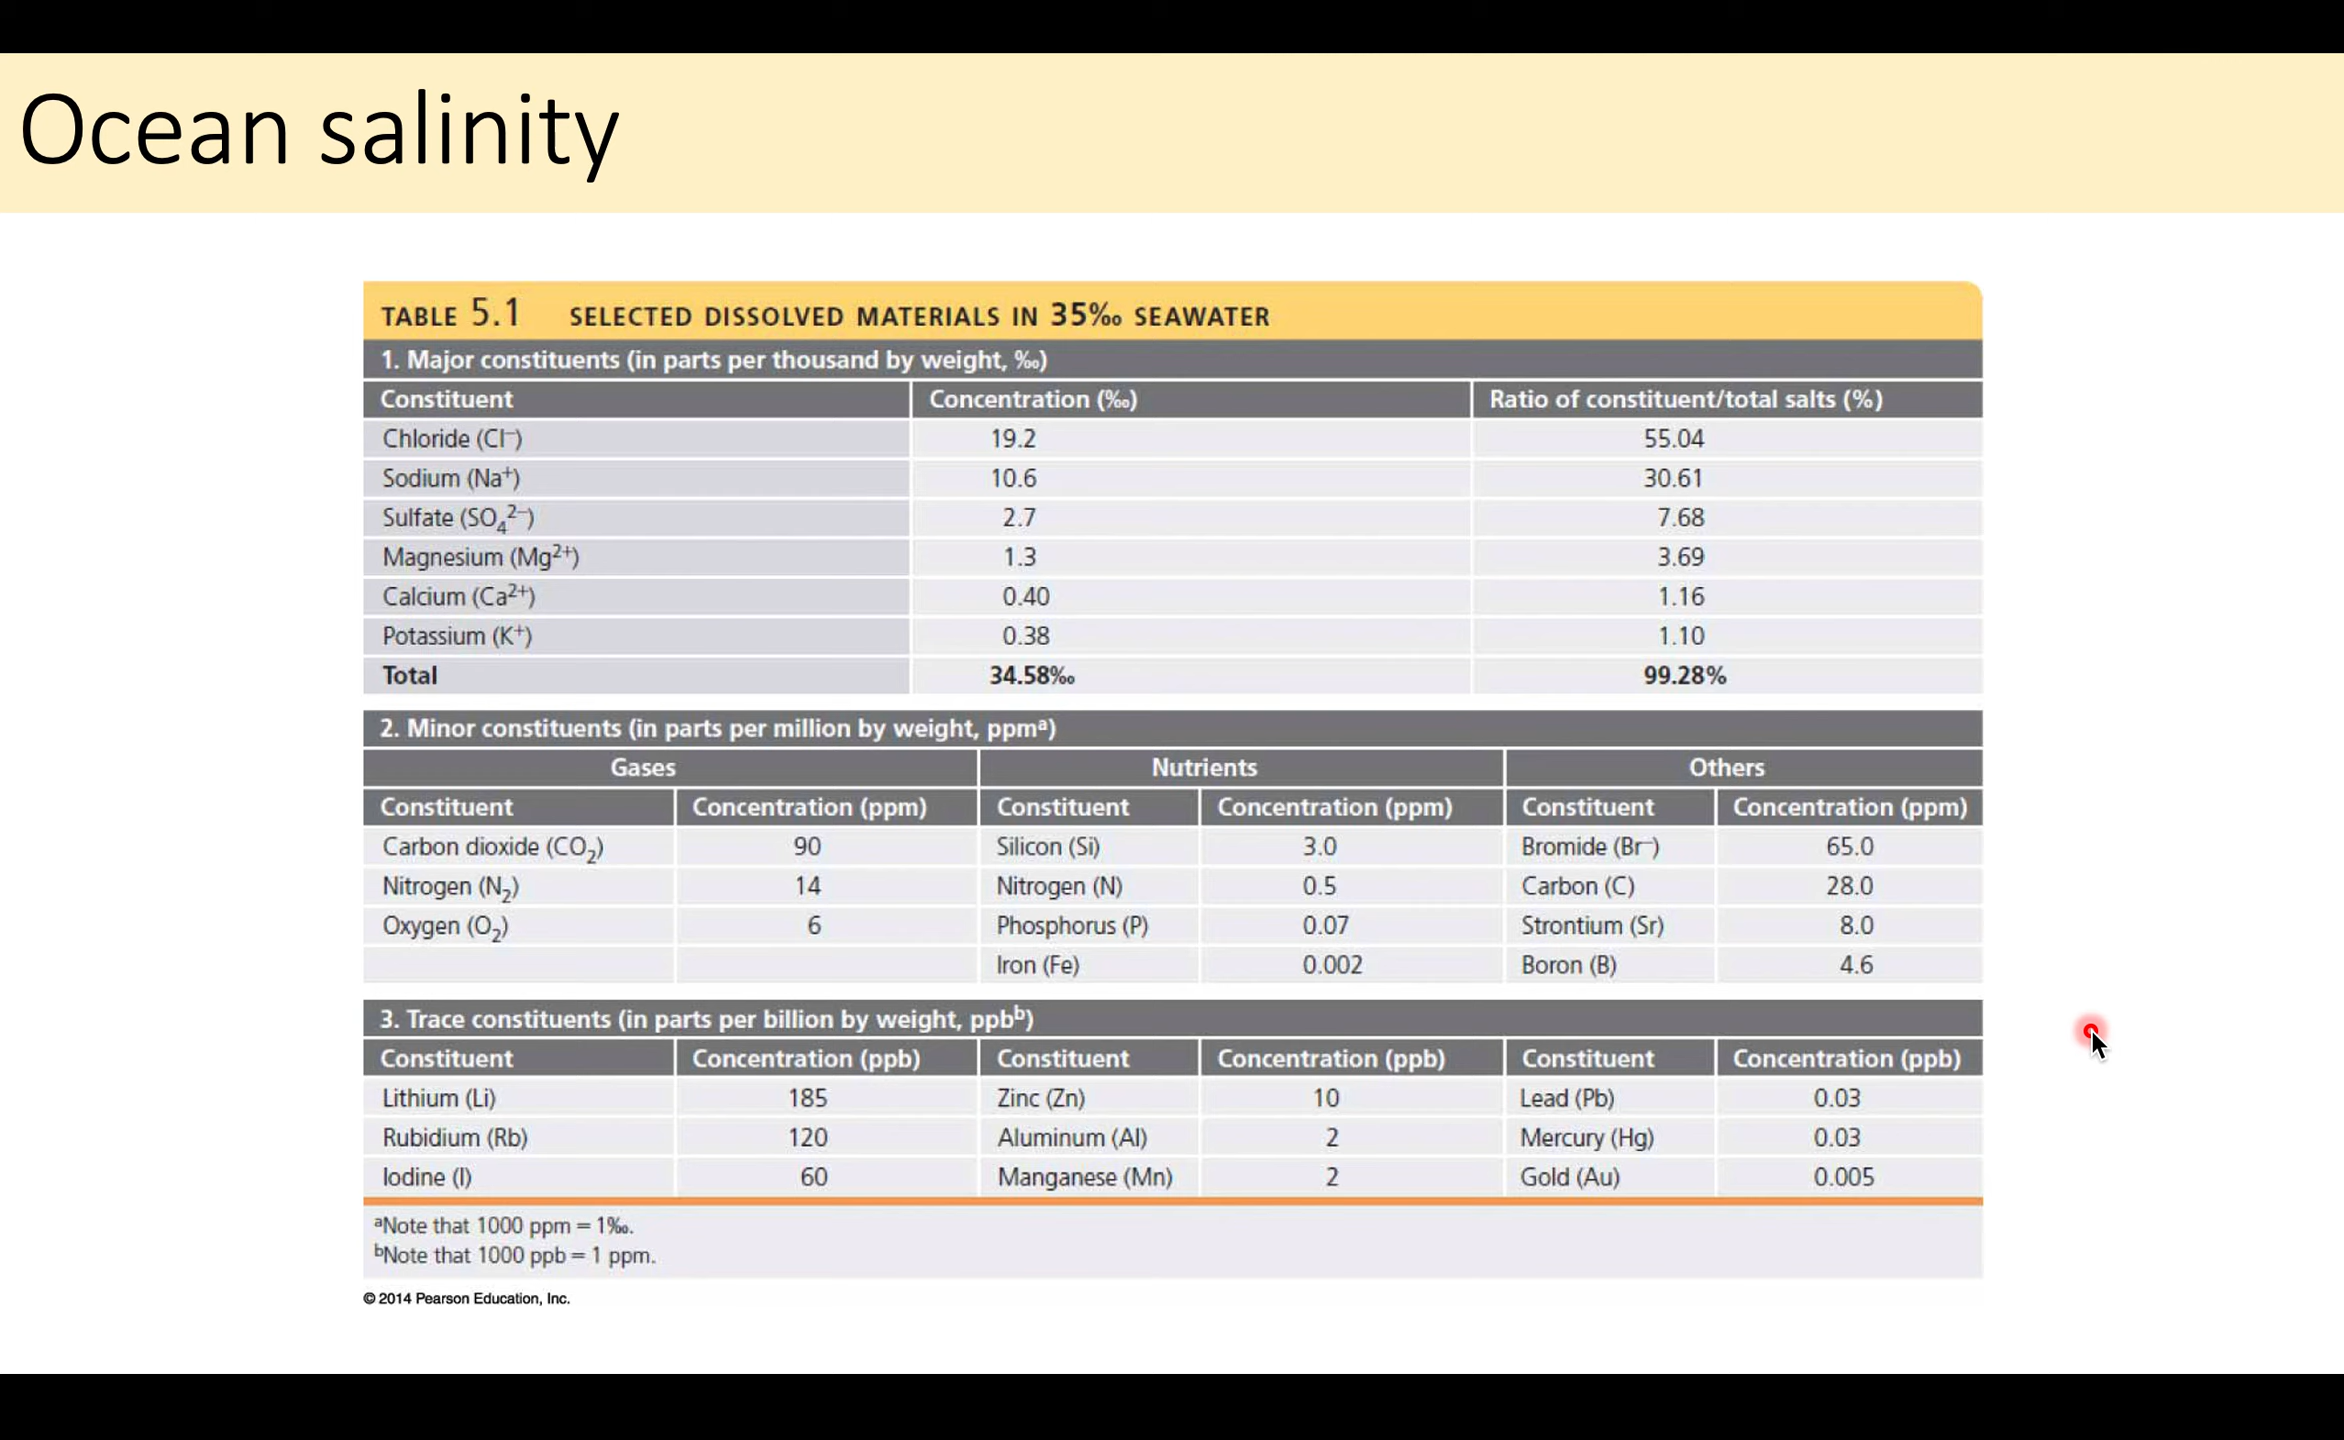 Ocean salinity
TABLE 5.1 SELECTED DISSOLVED MATERIALS IN 35‰ SEAWATER
1. Major constituents (in parts per thousand by weight, ‰)
Constituent Concentration (‰) Ratio of constituent/total salts (%)
Chloride (Cl⁻) 19.2 55.04
Sodium (Na⁺) 10.6 30.61
Sulfate (SO₄²⁻) 2.7 7.68
Magnesium (Mg²⁺) 1.3 3.69
Calcium (Ca²⁺) 0.40 1.16
Potassium (K⁺) 0.38 1.10
Total 34.58‰ 99.28%
2. Minor constituents (in parts per million by weight, ppmᵃ)
Gases Nutrients Others
Constituent Concentration (ppm) Constituent Concentration (ppm) Constituent Concentration (ppm)
Carbon dioxide (CO₂) 90 Silicon (Si) 3.0 Bromide (Br⁻) 65.0
Nitrogen (N₂) 14 Nitrogen (N) 0.5 Carbon (C) 28.0
Oxygen (O₂) 6 Phosphorus (P) 0.07 Strontium (Sr) 8.0
Iron (Fe) 0.002 Boron (B) 4.6
3. Trace constituents (in parts per billion by weight, ppbᵇ)
Constituent Concentration (ppb) Constituent Concentration (ppb) Constituent Concentration (ppb)
Lithium (Li) 185 Zinc (Zn) 10 Lead (Pb) 0.03
Rubidium (Rb) 120 Aluminum (Al) 2 Mercury (Hg) 0.03
Iodine (I) 60 Manganese (Mn) 2 Gold (Au) 0.005
ᵃNote that 1000 ppm = 1‰.
ᵇNote that 1000 ppb = 1 ppm.
© 2014 Pearson Education, Inc.